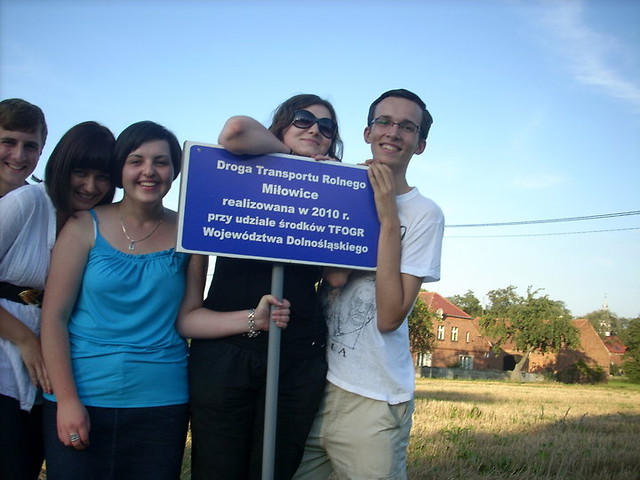 Droga Transportu Rolnego
Miłowice
realizowana w 2010 r.
przy udziale środków TFOGR
Województwa Dolnośląskiego